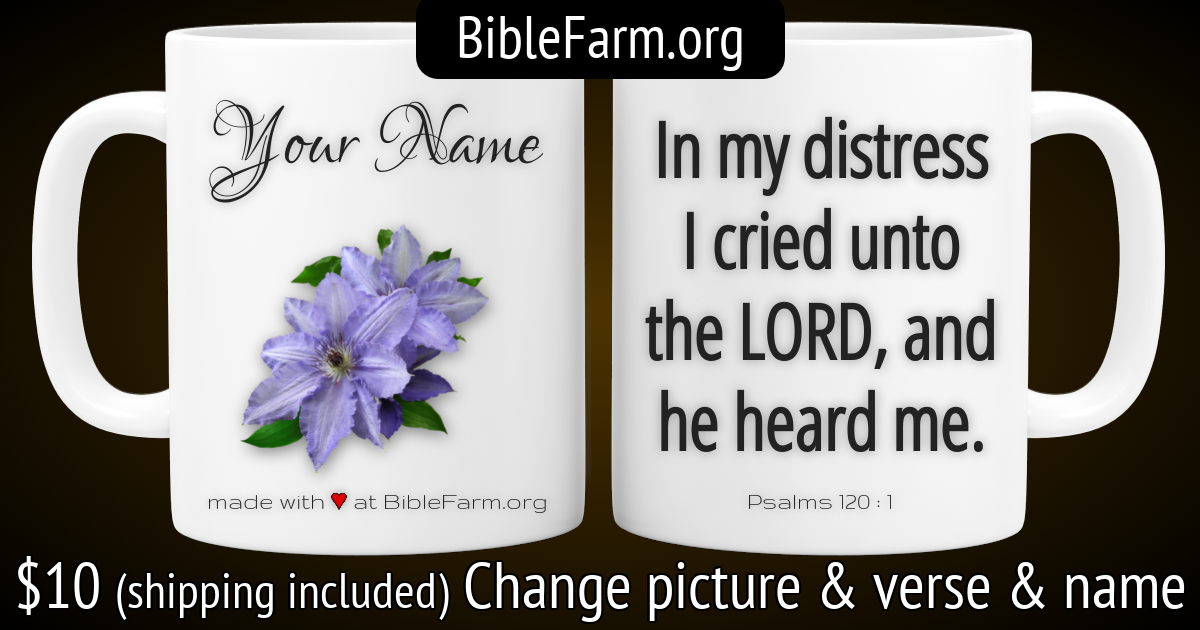 BibleFarm.org
Your Name
made with ♥ at BibleFarm.org
In my distress
I cried unto
the LORD, and
he heard me.
Psalms 120 : 1
$10 (shipping included) Change picture & verse & name